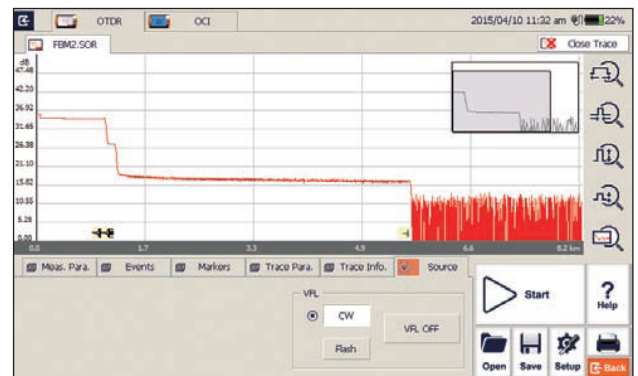 OTDR OCI 2015/04/10 11:32 am 22%
FBM2.SOR Close Trace
dB
47.48
42.20
36.92
31.65
26.38
21.10
15.82
10.55
5.28
0.00
0.0 1.7 3.3 4.9 6.6 8.2 km
Meas. Para. Events Markers Trace Para. Trace Info. Source
VFL
CW
VFL OFF
Flash
Start
Help
Open Save Setup Back